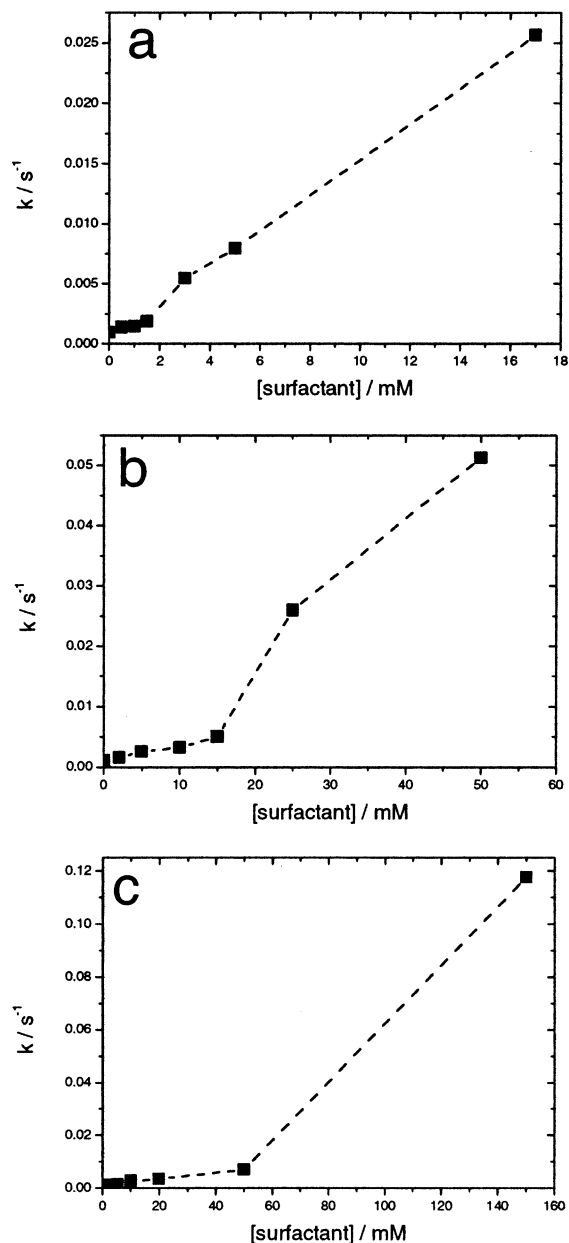 a
0.025
0.020
0.015
0.010
0.005
0.000
k / s⁻¹
0 2 4 6 8 10 12 14 16 18
[surfactant] / mM
b
0.05
0.04
0.03
0.02
0.01
0.00
k / s⁻¹
0 10 20 30 40 50 60
[surfactant] / mM
c
0.12
0.10
0.08
0.06
0.04
0.02
0.00
k / s⁻¹
0 20 40 60 80 100 120 140 160
[surfactant] / mM